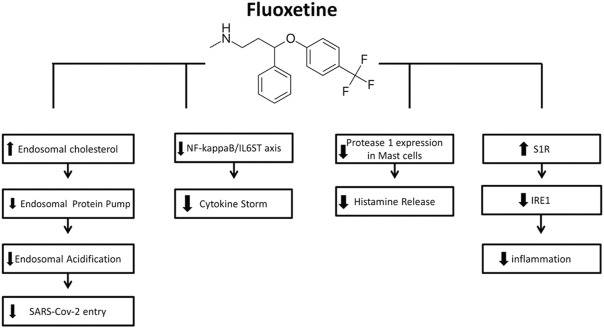 Fluoxetine
H
N
O
F
F
F
Endosomal cholesterol
Endosomal Protein Pump
Endosomal Acidification
SARS-Cov-2 entry
NF-kappaB/IL6ST axis
Cytokine Storm
Protease 1 expression
in Mast cells
Histamine Release
S1R
IRE1
inflammation